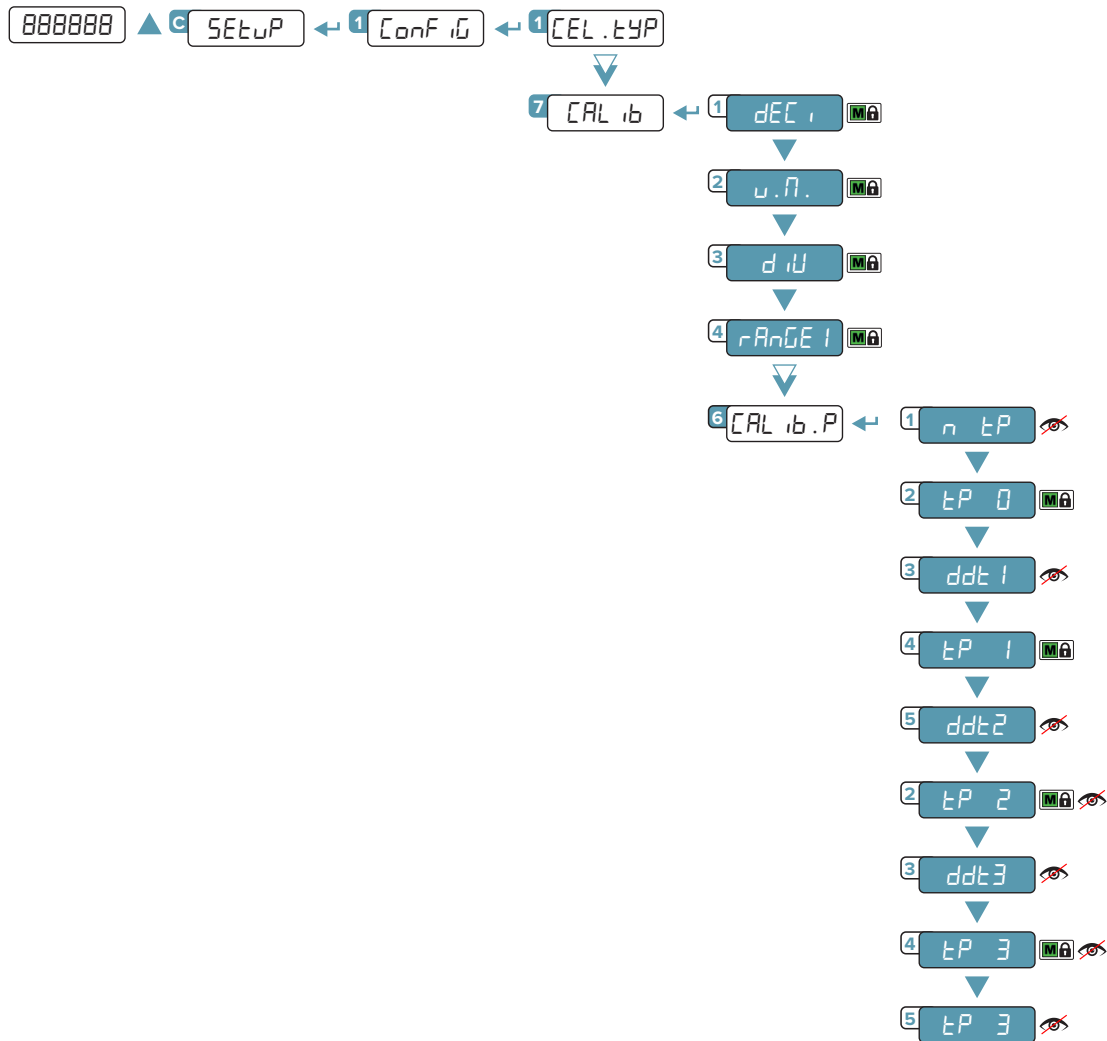 888888 C SEtuP 1 ConFiG 1 CEL.tYP
7 CALib 1 dECi M
2 u.M. M
3 diU M
4 rAnGE1 M
6 CALib.P 1 n tP
2 tP 0 M
3 ddt1
4 tP 1 M
5 ddt2
2 tP 2 M
3 ddt3
4 tP 3 M
5 tP 3